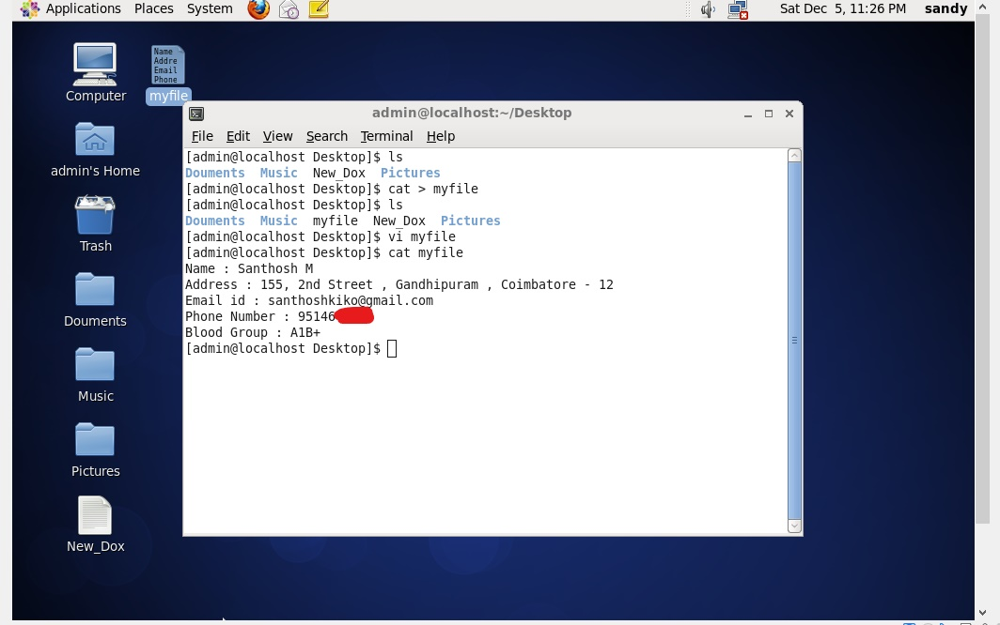 Applications Places System Sat Dec 5, 11:26 PM sandy
Name
Addre
Email
Phone
Computer
myfile
admin's Home
Trash
Douments
Music
Pictures
New_Dox
admin@localhost:~/Desktop
File Edit View Search Terminal Help
[admin@localhost Desktop]$ ls
Douments Music New_Dox Pictures
[admin@localhost Desktop]$ cat > myfile
[admin@localhost Desktop]$ ls
Douments Music myfile New_Dox Pictures
[admin@localhost Desktop]$ vi myfile
[admin@localhost Desktop]$ cat myfile
Name : Santhosh M
Address : 155, 2nd Street , Gandhipuram , Coimbatore - 12
Email id : santhoshkiko@gmail.com
Phone Number : 95146
Blood Group : A1B+
[admin@localhost Desktop]$